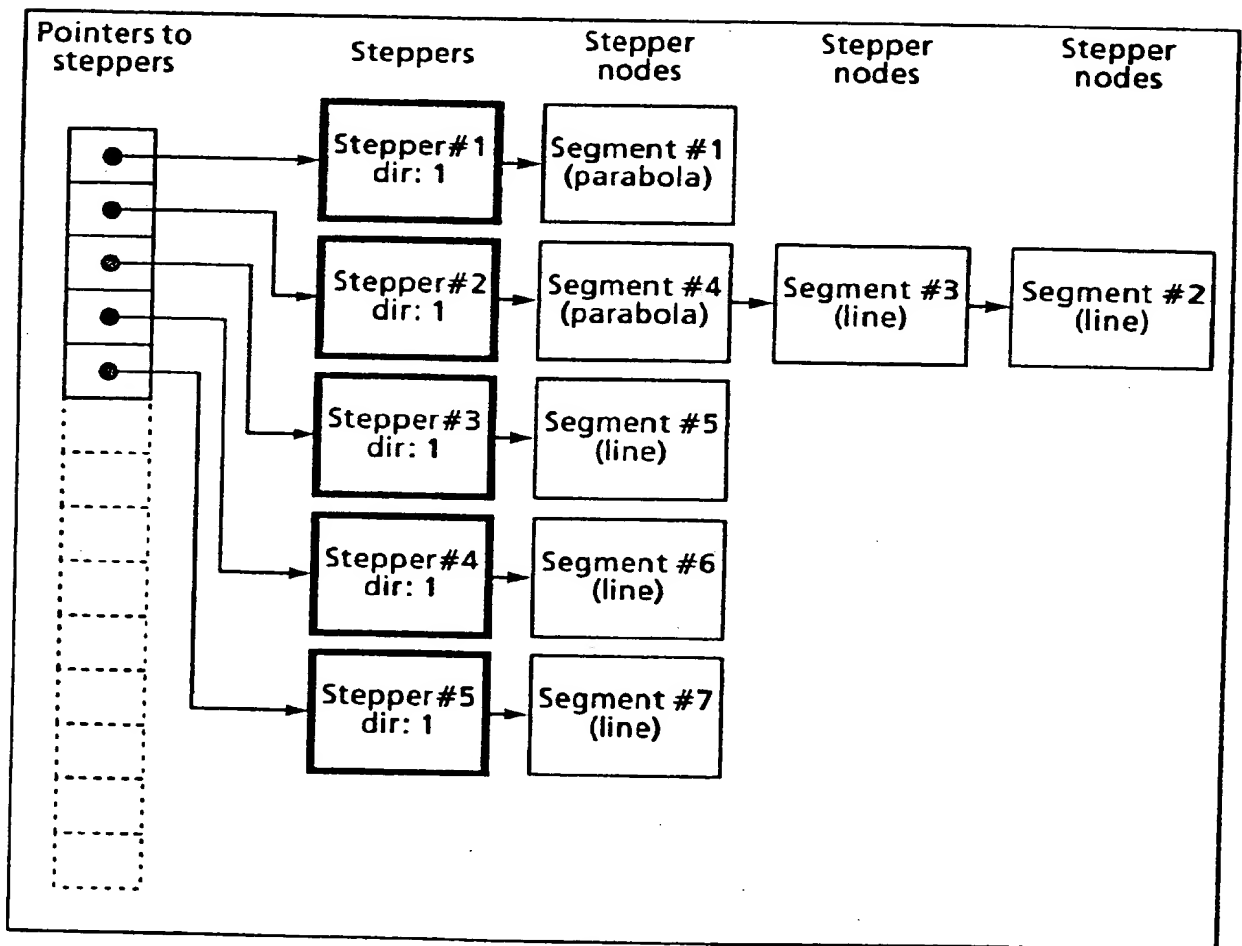 Pointers to
steppers
Steppers
Stepper
nodes
Stepper
nodes
Stepper
nodes
Stepper#1
dir: 1
Segment #1
(parabola)
Stepper#2
dir: 1
Segment #4
(parabola)
Segment #3
(line)
Segment #2
(line)
Stepper#3
dir: 1
Segment #5
(line)
Stepper#4
dir: 1
Segment #6
(line)
Stepper#5
dir: 1
Segment #7
(line)